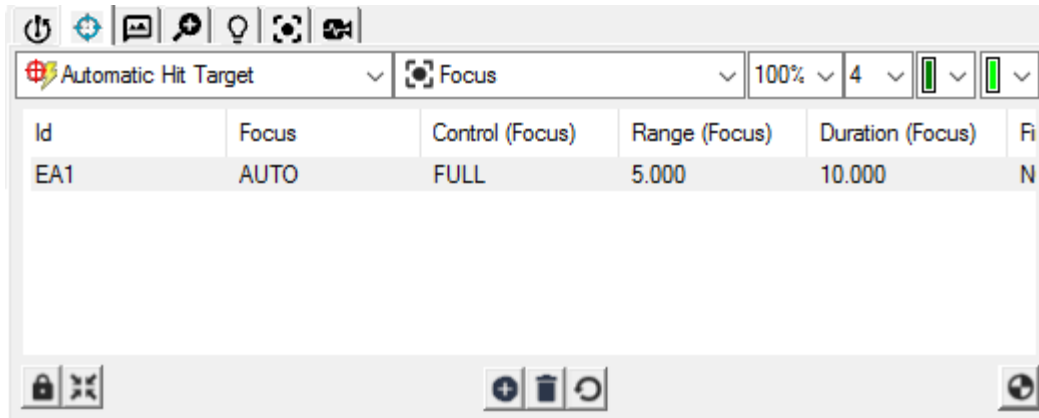 Automatic Hit Target Focus 100% 4
Id Focus Control (Focus) Range (Focus) Duration (Focus) Fi
EA1 AUTO FULL 5.000 10.000 N